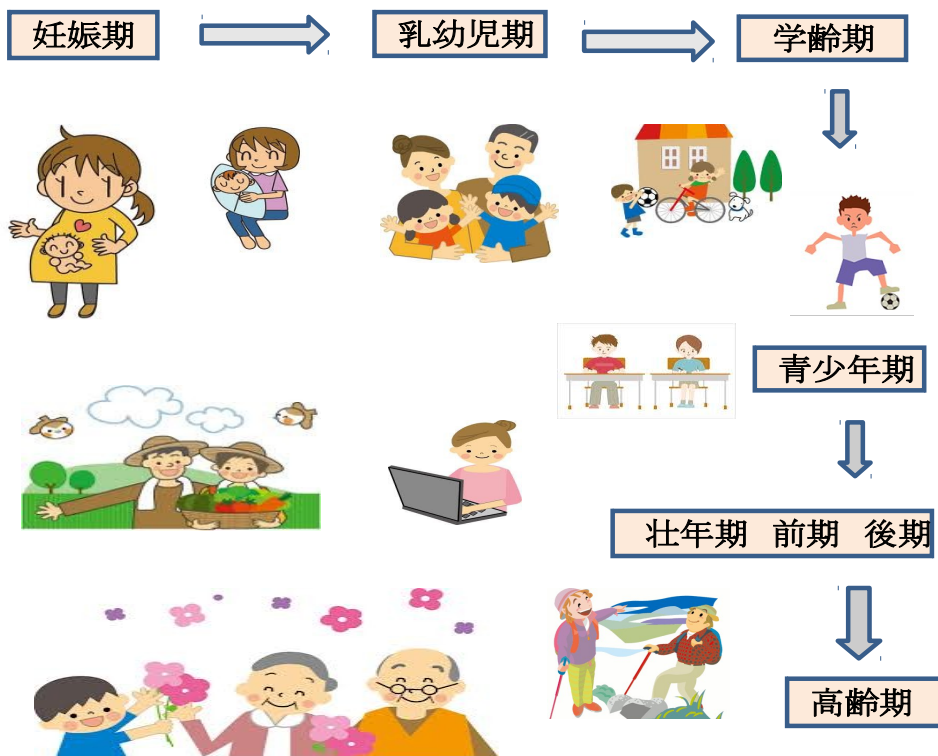 妊娠期
乳幼児期
学齢期
青少年期
壮年期 前期 後期
高齢期